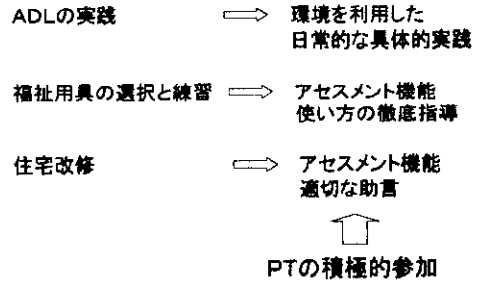 ADLの実践 ⇨ 環境を利用した
日常的な具体的実践
福祉用具の選択と練習 ⇨ アセスメント機能
使い方の徹底指導
住宅改修 ⇨ アセスメント機能
適切な助言
PTの積極的参加